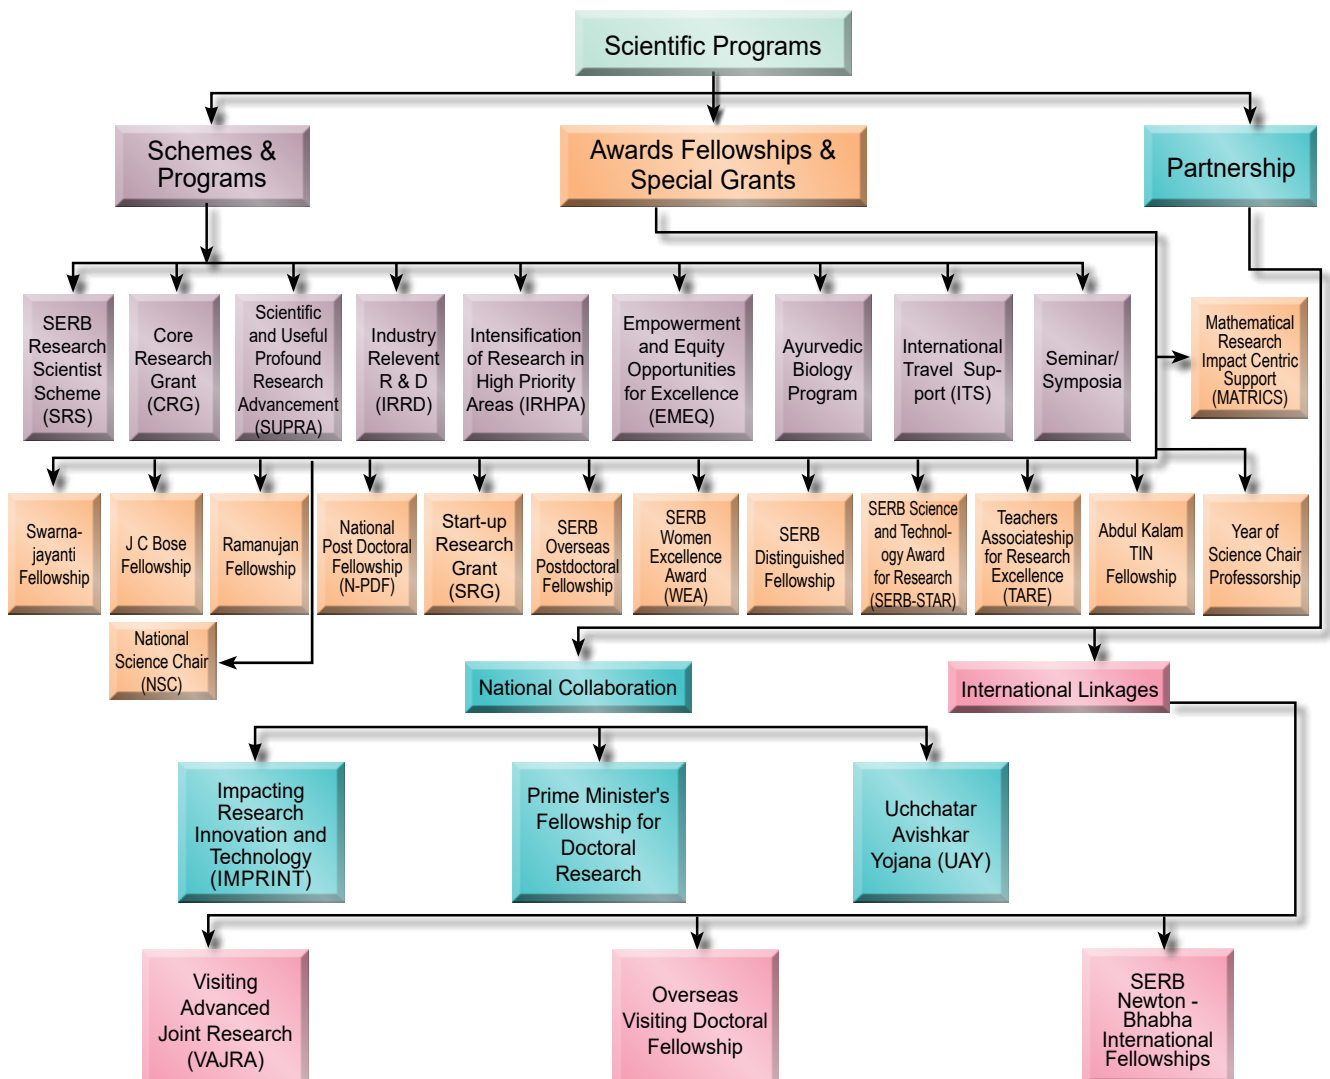 Scientific Programs
Schemes &
Programs
Awards Fellowships &
Special Grants
Partnership
SERB
Research
Scientist
Scheme
(SRS)
Core
Research
Grant
(CRG)
Scientific
and Useful
Profound
Research
Advancement
(SUPRA)
Industry
Relevent
R & D
(IRRD)
Intensification
of Research in
High Priority
Areas (IRHPA)
Empowerment
and Equity
Opportunities
for Excellence
(EMEQ)
Ayurvedic
Biology
Program
International
Travel Sup-
port (ITS)
Seminar/
Symposia
Mathematical
Research
Impact Centric
Support
(MATRICS)
Swarna-
jayanti
Fellowship
J C Bose
Fellowship
Ramanujan
Fellowship
National
Post Doctoral
Fellowship
(N-PDF)
Start-up
Research
Grant
(SRG)
SERB
Overseas
Postdoctoral
Fellowship
SERB
Women
Excellence
Award
(WEA)
SERB
Distinguished
Fellowship
SERB Science
and Technol-
ogy Award
for Research
(SERB-STAR)
Teachers
Associateship
for Research
Excellence
(TARE)
Abdul Kalam
TIN
Fellowship
Year of
Science Chair
Professorship
National
Science Chair
(NSC)
National Collaboration
International Linkages
Impacting
Research
Innovation and
Technology
(IMPRINT)
Prime Minister's
Fellowship for
Doctoral
Research
Uchchatar
Avishkar
Yojana (UAY)
Visiting
Advanced
Joint Research
(VAJRA)
Overseas
Visiting Doctoral
Fellowship
SERB
Newton -
Bhabha
International
Fellowships